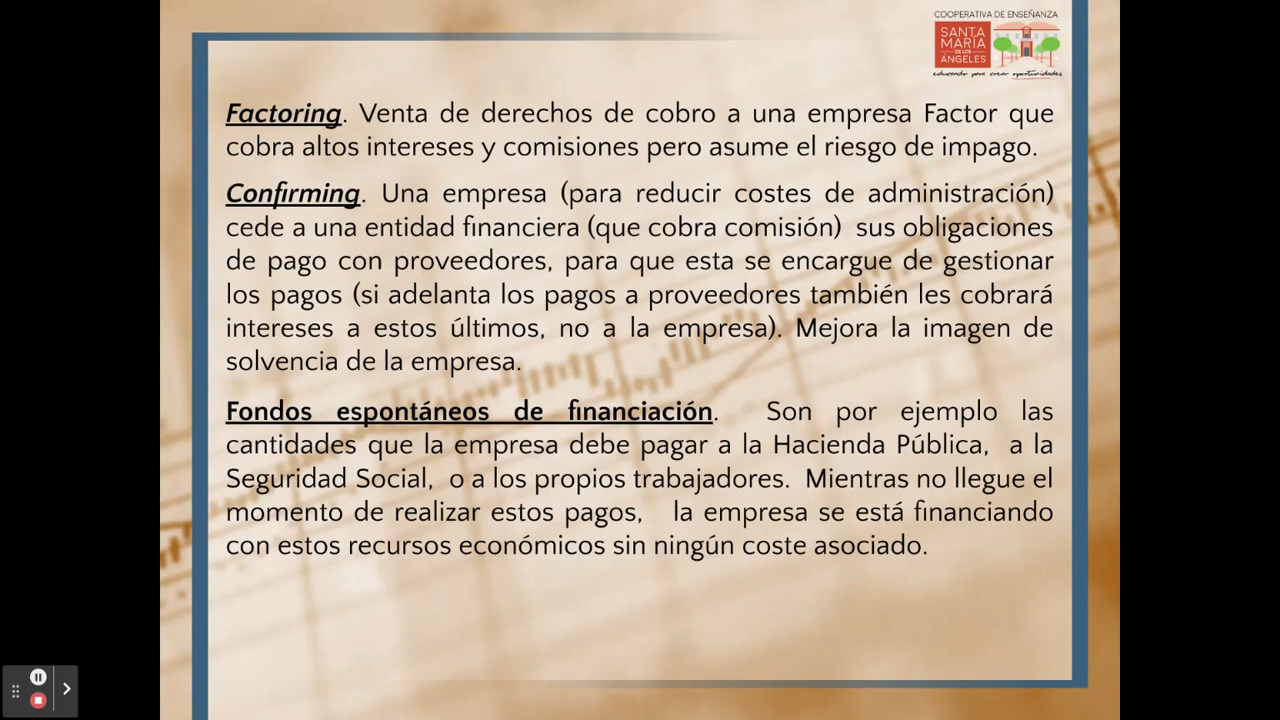 COOPERATIVA DE ENSEÑANZA
SANTA
MARÍA
DE LOS
ÁNGELES
educando para crear oportunidades
Factoring. Venta de derechos de cobro a una empresa Factor que
cobra altos intereses y comisiones pero asume el riesgo de impago.
Confirming. Una empresa (para reducir costes de administración)
cede a una entidad financiera (que cobra comisión) sus obligaciones
de pago con proveedores, para que esta se encargue de gestionar
los pagos (si adelanta los pagos a proveedores también les cobrará
intereses a estos últimos, no a la empresa). Mejora la imagen de
solvencia de la empresa.
Fondos espontáneos de financiación. Son por ejemplo las
cantidades que la empresa debe pagar a la Hacienda Pública, a la
Seguridad Social, o a los propios trabajadores. Mientras no llegue el
momento de realizar estos pagos, la empresa se está financiando
con estos recursos económicos sin ningún coste asociado.